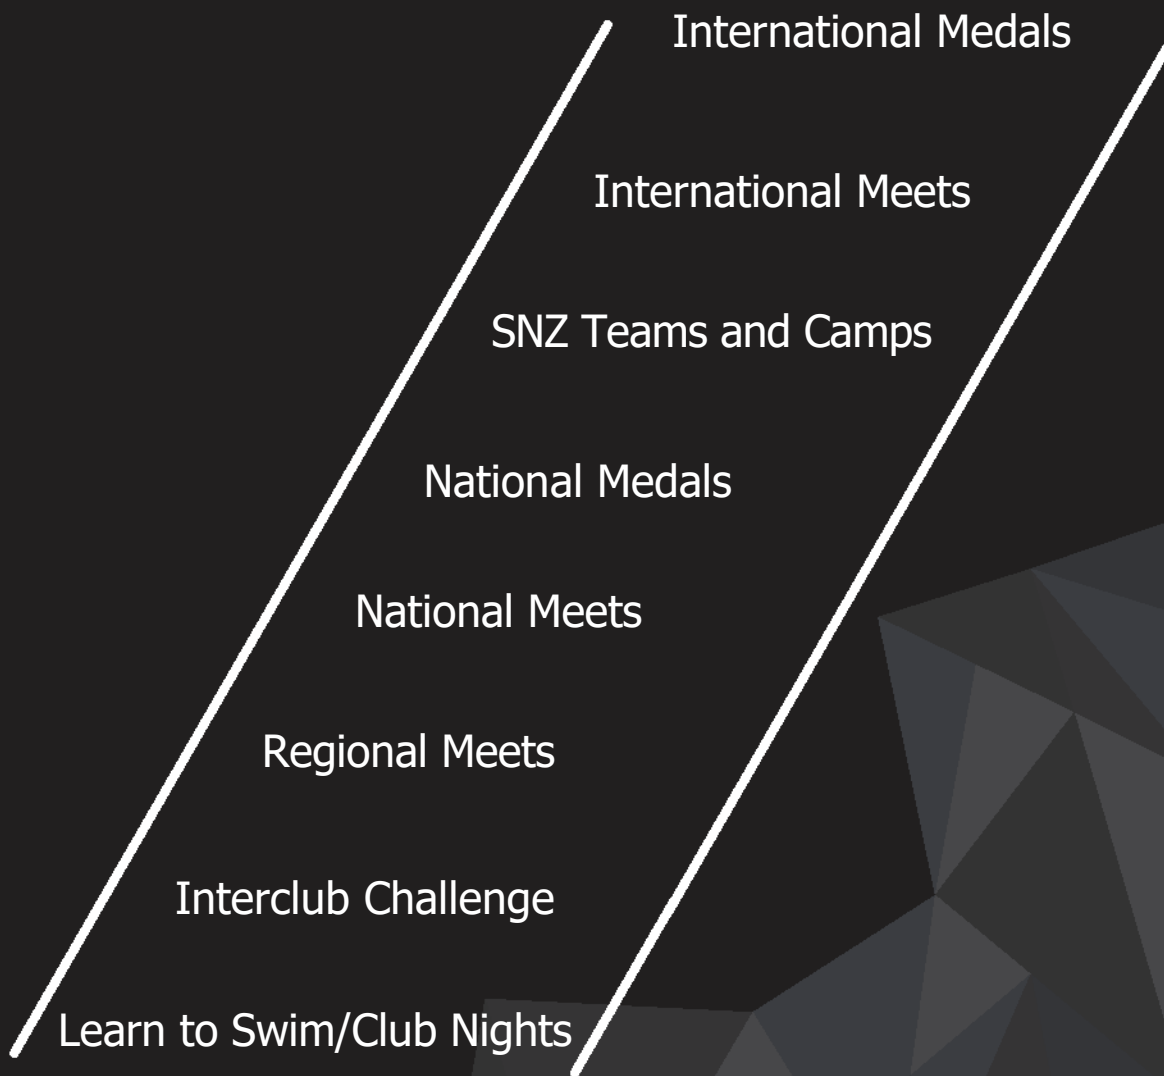 International Medals
International Meets
SNZ Teams and Camps
National Medals
National Meets
Regional Meets
Interclub Challenge
Learn to Swim/Club Nights